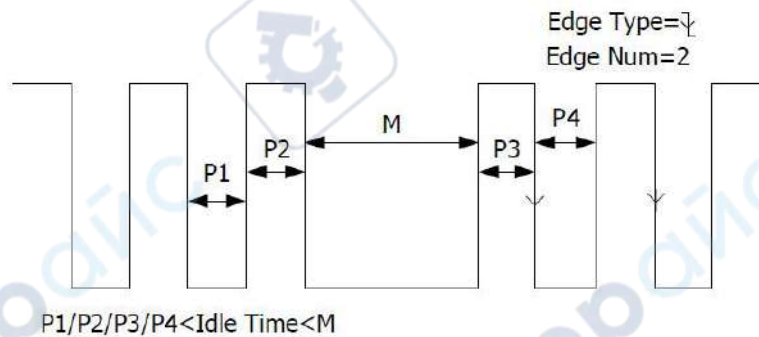 Edge Type=
Edge Num=2
M
P4
P2
P3
P1
P1/P2/P3/P4<Idle Time<M